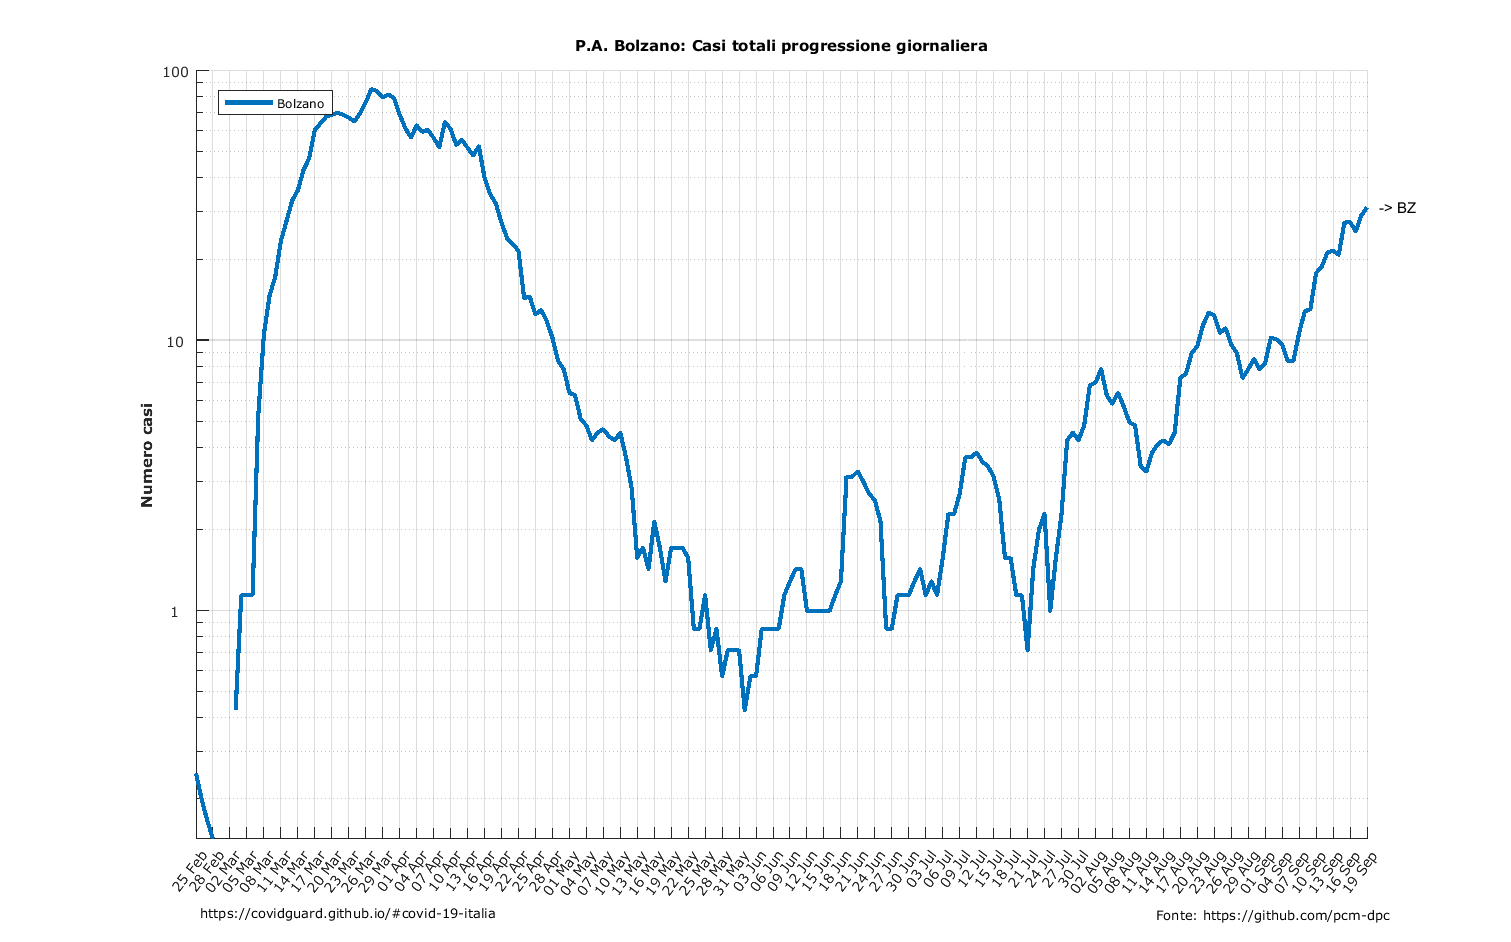 P.A. Bolzano: Casi totali progressione giornaliera
100
10
1
Numero casi
Bolzano
-> BZ
25 Feb
28 Feb
02 Mar
05 Mar
08 Mar
11 Mar
14 Mar
17 Mar
20 Mar
23 Mar
26 Mar
29 Mar
01 Apr
04 Apr
07 Apr
10 Apr
13 Apr
16 Apr
19 Apr
22 Apr
25 Apr
28 Apr
01 May
04 May
07 May
10 May
13 May
16 May
19 May
22 May
25 May
28 May
31 May
03 Jun
06 Jun
09 Jun
12 Jun
15 Jun
18 Jun
21 Jun
24 Jun
27 Jun
30 Jun
03 Jul
06 Jul
09 Jul
12 Jul
15 Jul
18 Jul
21 Jul
24 Jul
27 Jul
30 Jul
02 Aug
05 Aug
08 Aug
11 Aug
14 Aug
17 Aug
20 Aug
23 Aug
26 Aug
29 Aug
01 Sep
04 Sep
07 Sep
10 Sep
13 Sep
16 Sep
19 Sep
https://covidguard.github.io/#covid-19-italia
Fonte: https://github.com/pcm-dpc